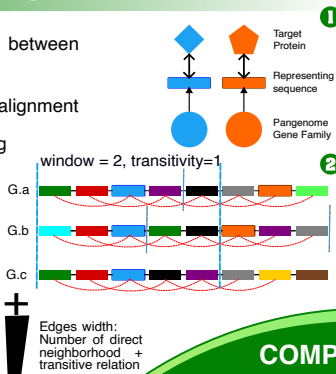 between
alignment
g
1
Target
Protein
Representing
sequence
Pangenome
Gene Family
window = 2, transitivity=1
2
G.a
G.b
G.c
+
Edges width:
Number of direct
neighborhood +
transitive relation
COMP